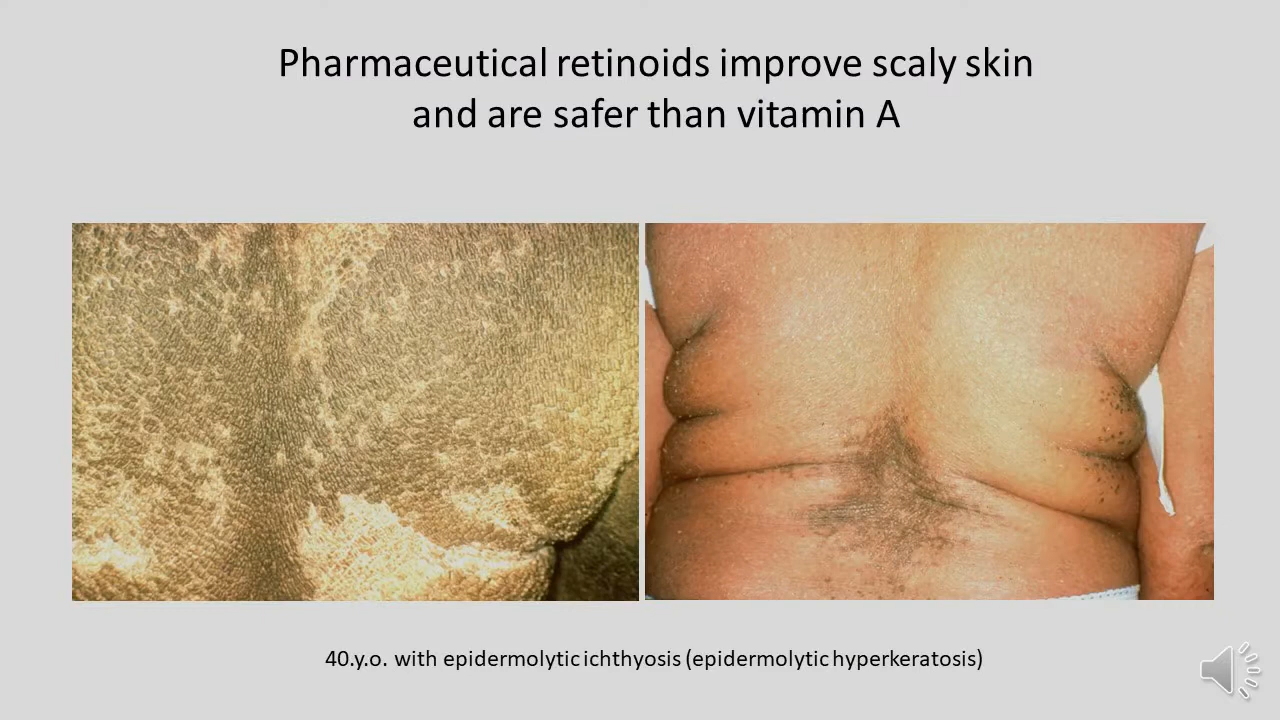 Pharmaceutical retinoids improve scaly skin
and are safer than vitamin A
40.y.o. with epidermolytic ichthyosis (epidermolytic hyperkeratosis)